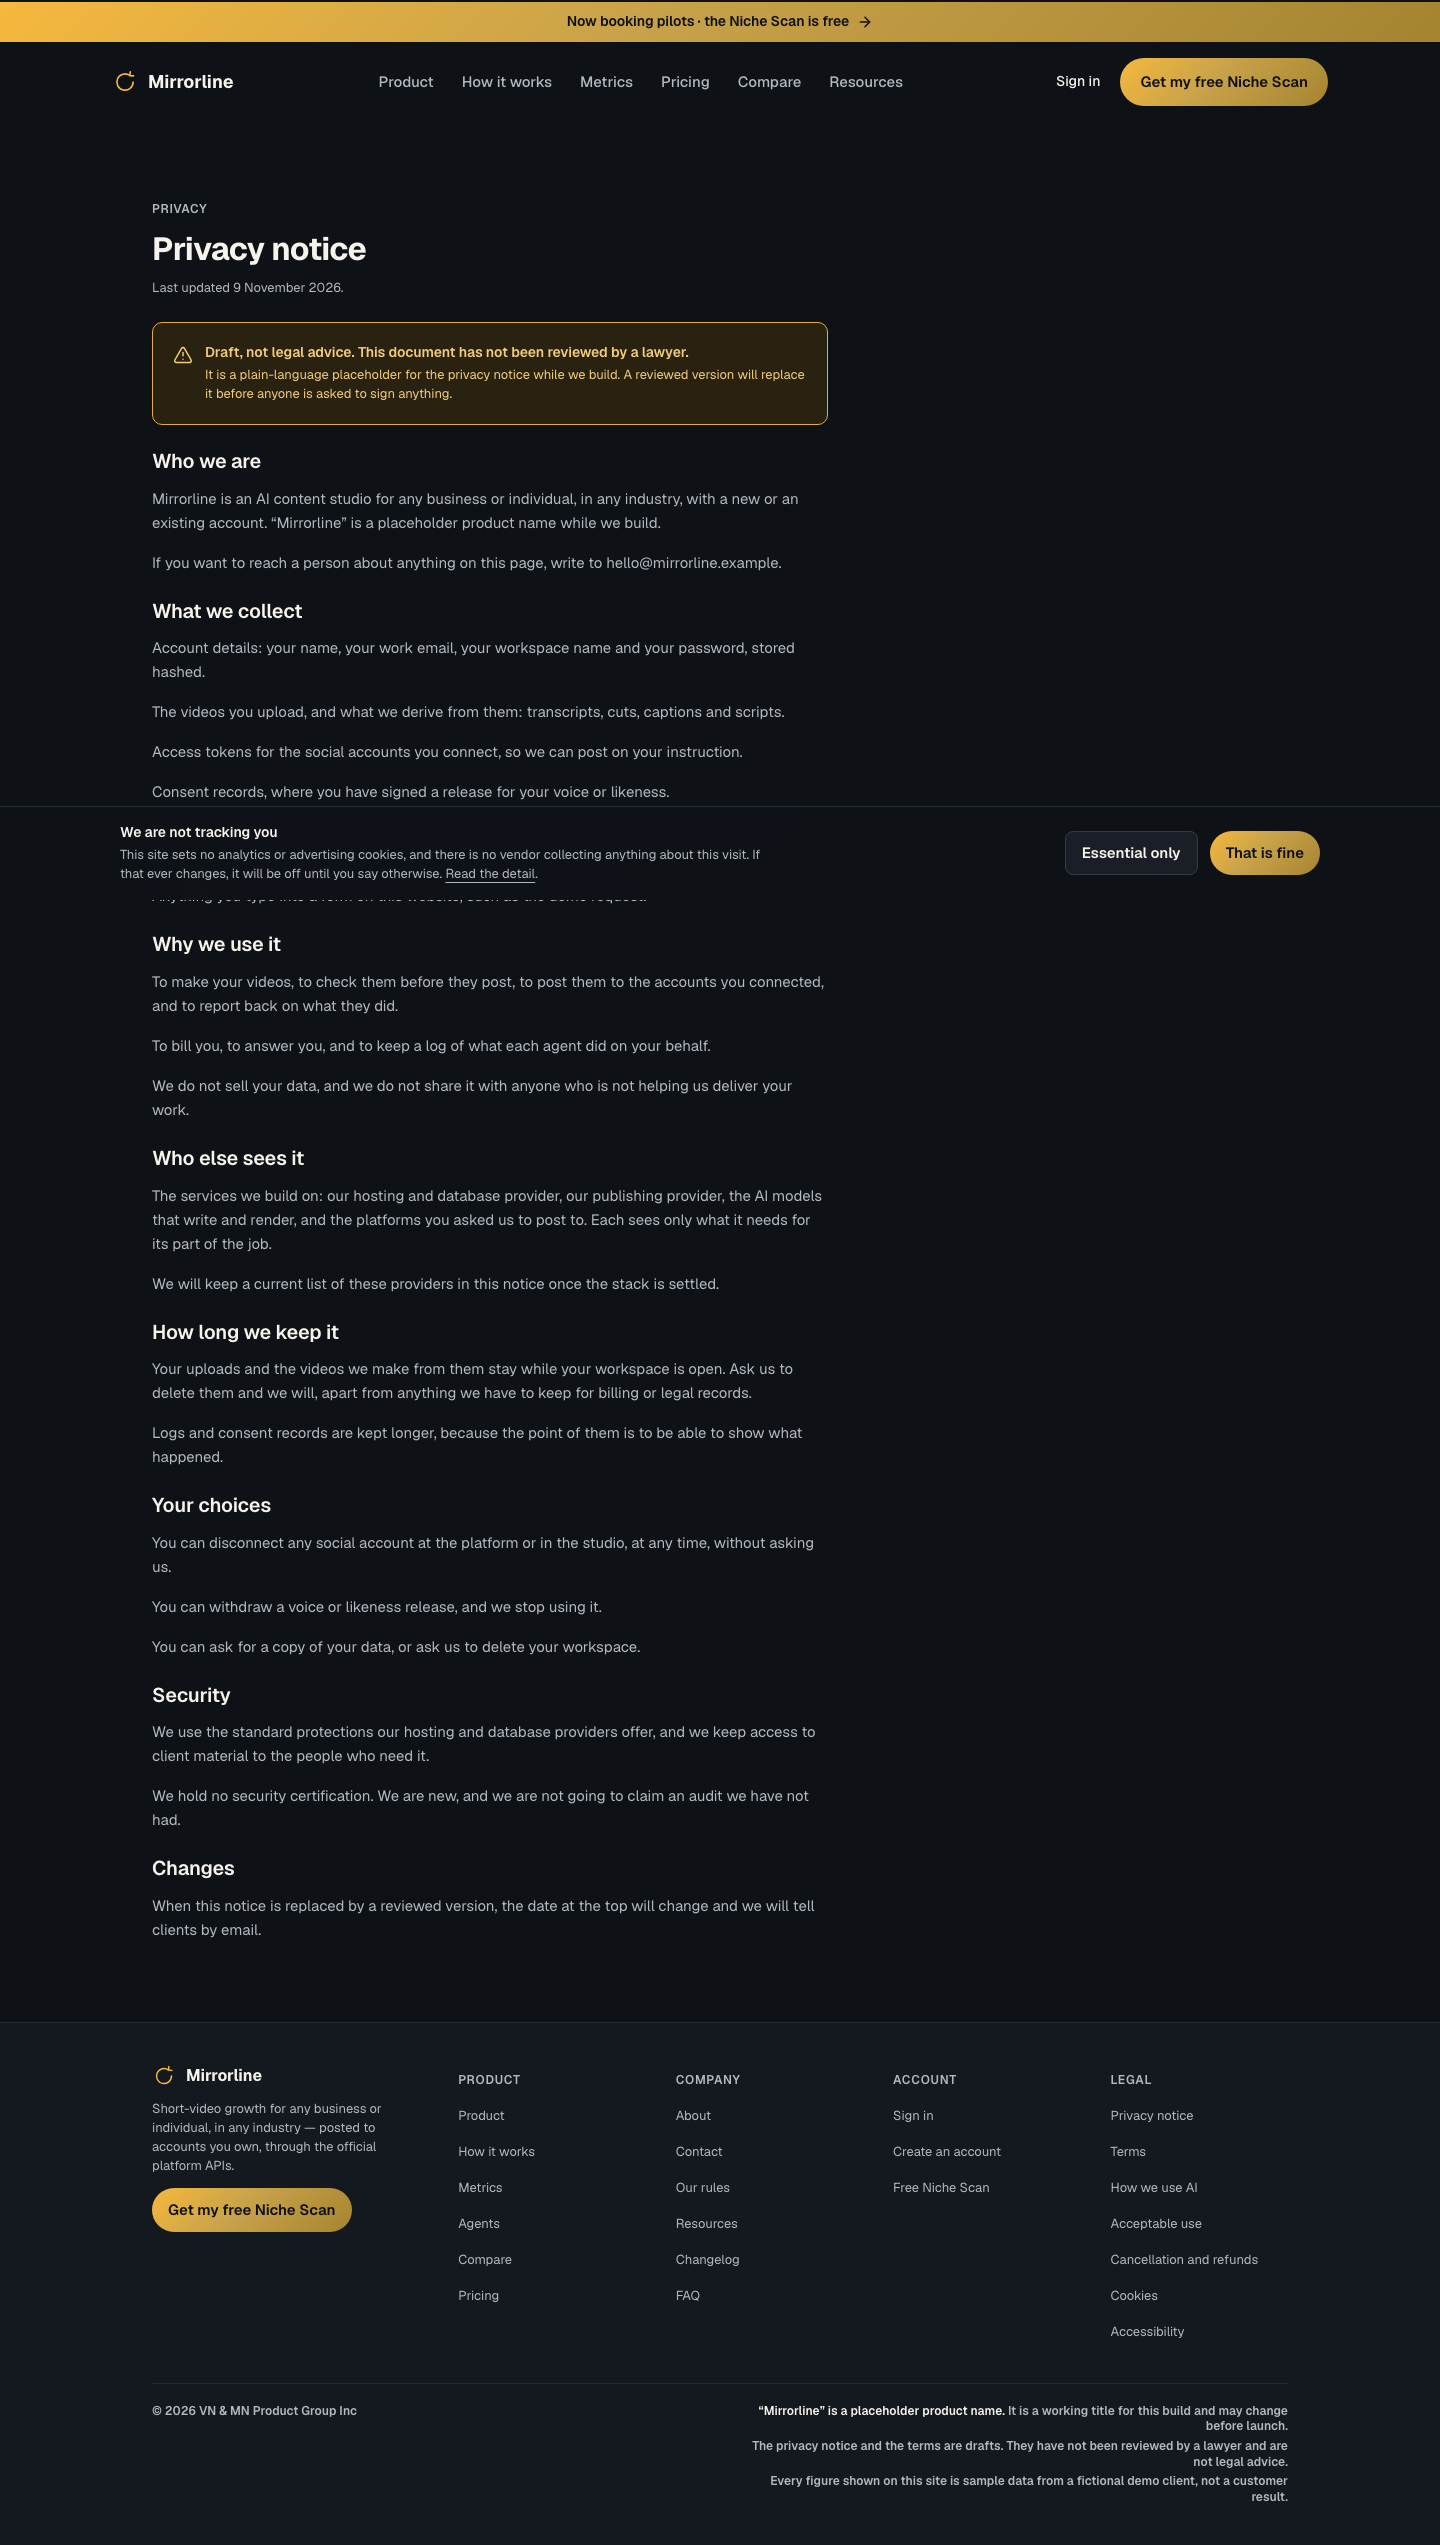 Now booking pilots · the Niche Scan is free →
Mirrorline
Product
How it works
Metrics
Pricing
Compare
Resources
Sign in
Get my free Niche Scan
PRIVACY
Privacy notice
Last updated 9 November 2026.
Draft, not legal advice. This document has not been reviewed by a lawyer.
It is a plain-language placeholder for the privacy notice while we build. A reviewed version will replace
it before anyone is asked to sign anything.
Who we are
Mirrorline is an AI content studio for any business or individual, in any industry, with a new or an
existing account. “Mirrorline” is a placeholder product name while we build.
If you want to reach a person about anything on this page, write to hello@mirrorline.example.
What we collect
Account details: your name, your work email, your workspace name and your password, stored
hashed.
The videos you upload, and what we derive from them: transcripts, cuts, captions and scripts.
Access tokens for the social accounts you connect, so we can post on your instruction.
Consent records, where you have signed a release for your voice or likeness.
We are not tracking you
This site sets no analytics or advertising cookies, and there is no vendor collecting anything about this visit. If
that ever changes, it will be off until you say otherwise. Read the detail.
Essential only
That is fine
Anything you type into a form on this website, such as the demo request.
Why we use it
To make your videos, to check them before they post, to post them to the accounts you connected,
and to report back on what they did.
To bill you, to answer you, and to keep a log of what each agent did on your behalf.
We do not sell your data, and we do not share it with anyone who is not helping us deliver your
work.
Who else sees it
The services we build on: our hosting and database provider, our publishing provider, the AI models
that write and render, and the platforms you asked us to post to. Each sees only what it needs for
its part of the job.
We will keep a current list of these providers in this notice once the stack is settled.
How long we keep it
Your uploads and the videos we make from them stay while your workspace is open. Ask us to
delete them and we will, apart from anything we have to keep for billing or legal records.
Logs and consent records are kept longer, because the point of them is to be able to show what
happened.
Your choices
You can disconnect any social account at the platform or in the studio, at any time, without asking
us.
You can withdraw a voice or likeness release, and we stop using it.
You can ask for a copy of your data, or ask us to delete your workspace.
Security
We use the standard protections our hosting and database providers offer, and we keep access to
client material to the people who need it.
We hold no security certification. We are new, and we are not going to claim an audit we have not
had.
Changes
When this notice is replaced by a reviewed version, the date at the top will change and we will tell
clients by email.
Mirrorline
Short-video growth for any business or
individual, in any industry — posted to
accounts you own, through the official
platform APIs.
Get my free Niche Scan
PRODUCT
Product
How it works
Metrics
Agents
Compare
Pricing
COMPANY
About
Contact
Our rules
Resources
Changelog
FAQ
ACCOUNT
Sign in
Create an account
Free Niche Scan
LEGAL
Privacy notice
Terms
How we use AI
Acceptable use
Cancellation and refunds
Cookies
Accessibility
© 2026 VN & MN Product Group Inc
“Mirrorline” is a placeholder product name. It is a working title for this build and may change
before launch.
The privacy notice and the terms are drafts. They have not been reviewed by a lawyer and are
not legal advice.
Every figure shown on this site is sample data from a fictional demo client, not a customer
result.